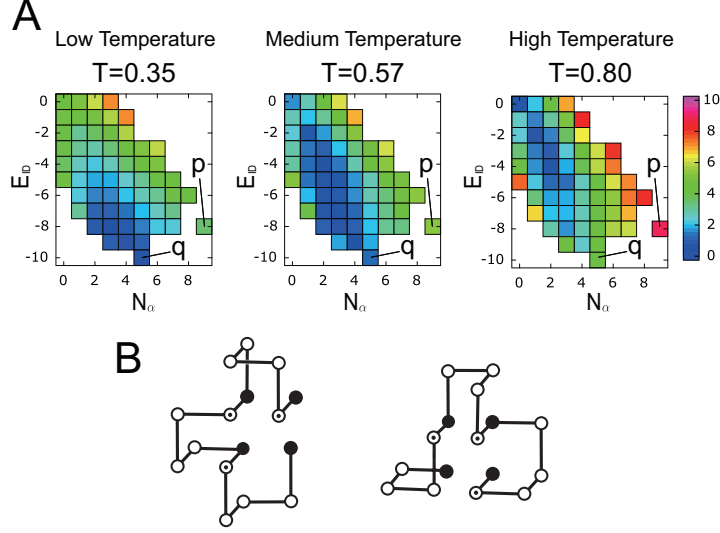 A
Low Temperature
T=0.35
Medium Temperature
T=0.57
High Temperature
T=0.80
E_ID
0
-2
-4
-6
-8
-10
0 2 4 6 8
N_α
p
q
E_ID
0
-2
-4
-6
-8
-10
0 2 4 6 8
N_α
p
q
E_ID
0
-2
-4
-6
-8
-10
0 2 4 6 8
N_α
p
q
10
8
6
4
2
0
B